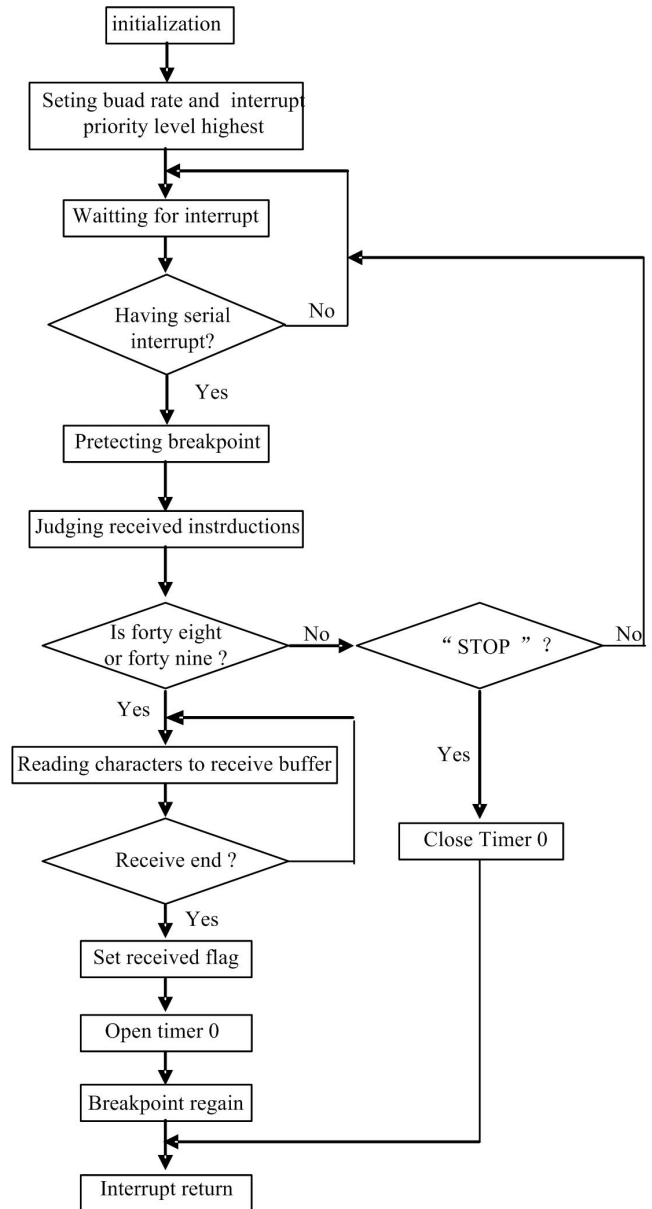 initialization
Seting buad rate and interrupt
priority level highest
Waitting for interrupt
Having serial
interrupt?
No
Yes
Pretecting breakpoint
Judging received instrductions
Is forty eight
or forty nine ?
No
“ STOP ” ?
No
Yes
Reading characters to receive buffer
Yes
Receive end ?
Close Timer 0
Yes
Set received flag
Open timer 0
Breakpoint regain
Interrupt return